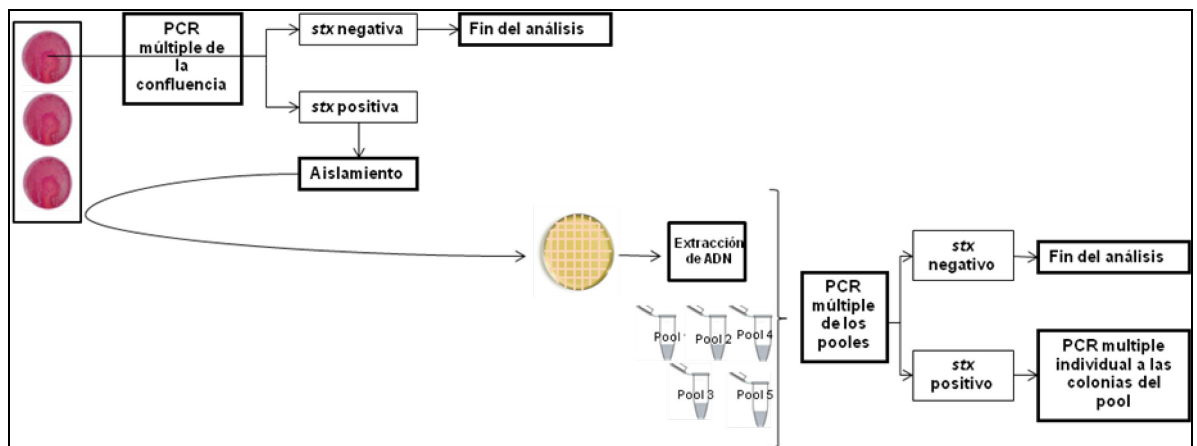 PCR
múltiple de
la
confluencia
stx negativa
Fin del análisis
stx positiva
Aislamiento
Extracción
de ADN
Pool
Pool 2
Pool 4
Pool 3
Pool 5
PCR
múltiple
de los
pooles
stx
negativo
Fin del análisis
stx
positivo
PCR multiple
individual a las
colonias del
pool